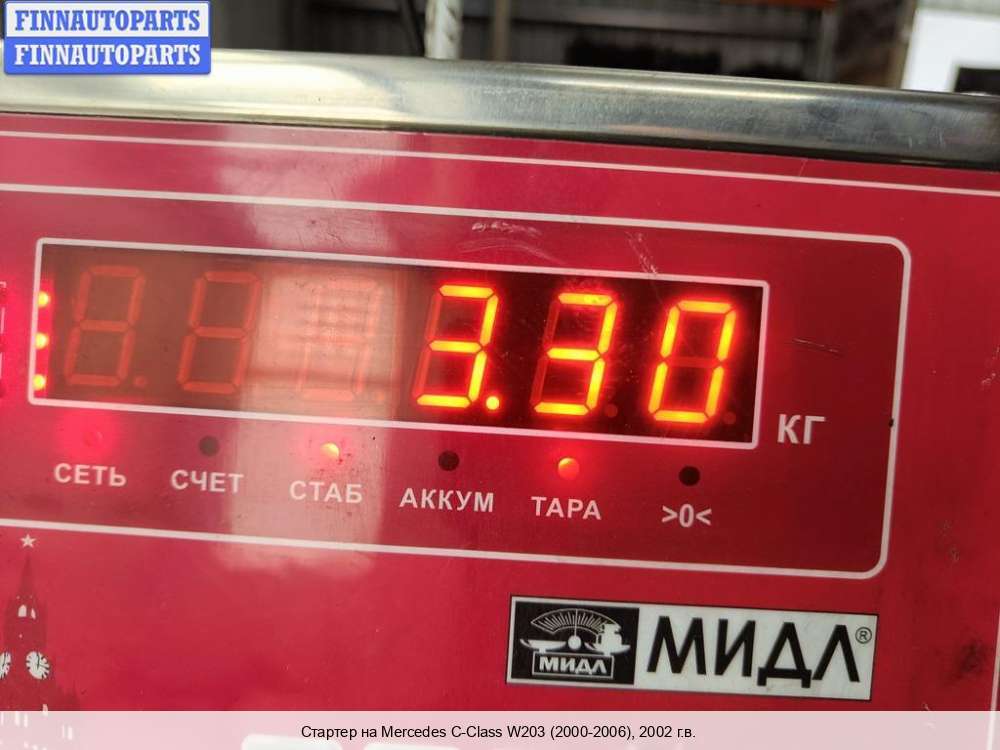 FINNAUTOPARTS
FINNAUTOPARTS
3.30
КГ
СЕТЬ СЧЕТ СТАБ АККУМ ТАРА >0<
МИДЛ МИДЛ®
Стартер на Mercedes C-Class W203 (2000-2006), 2002 г.в.